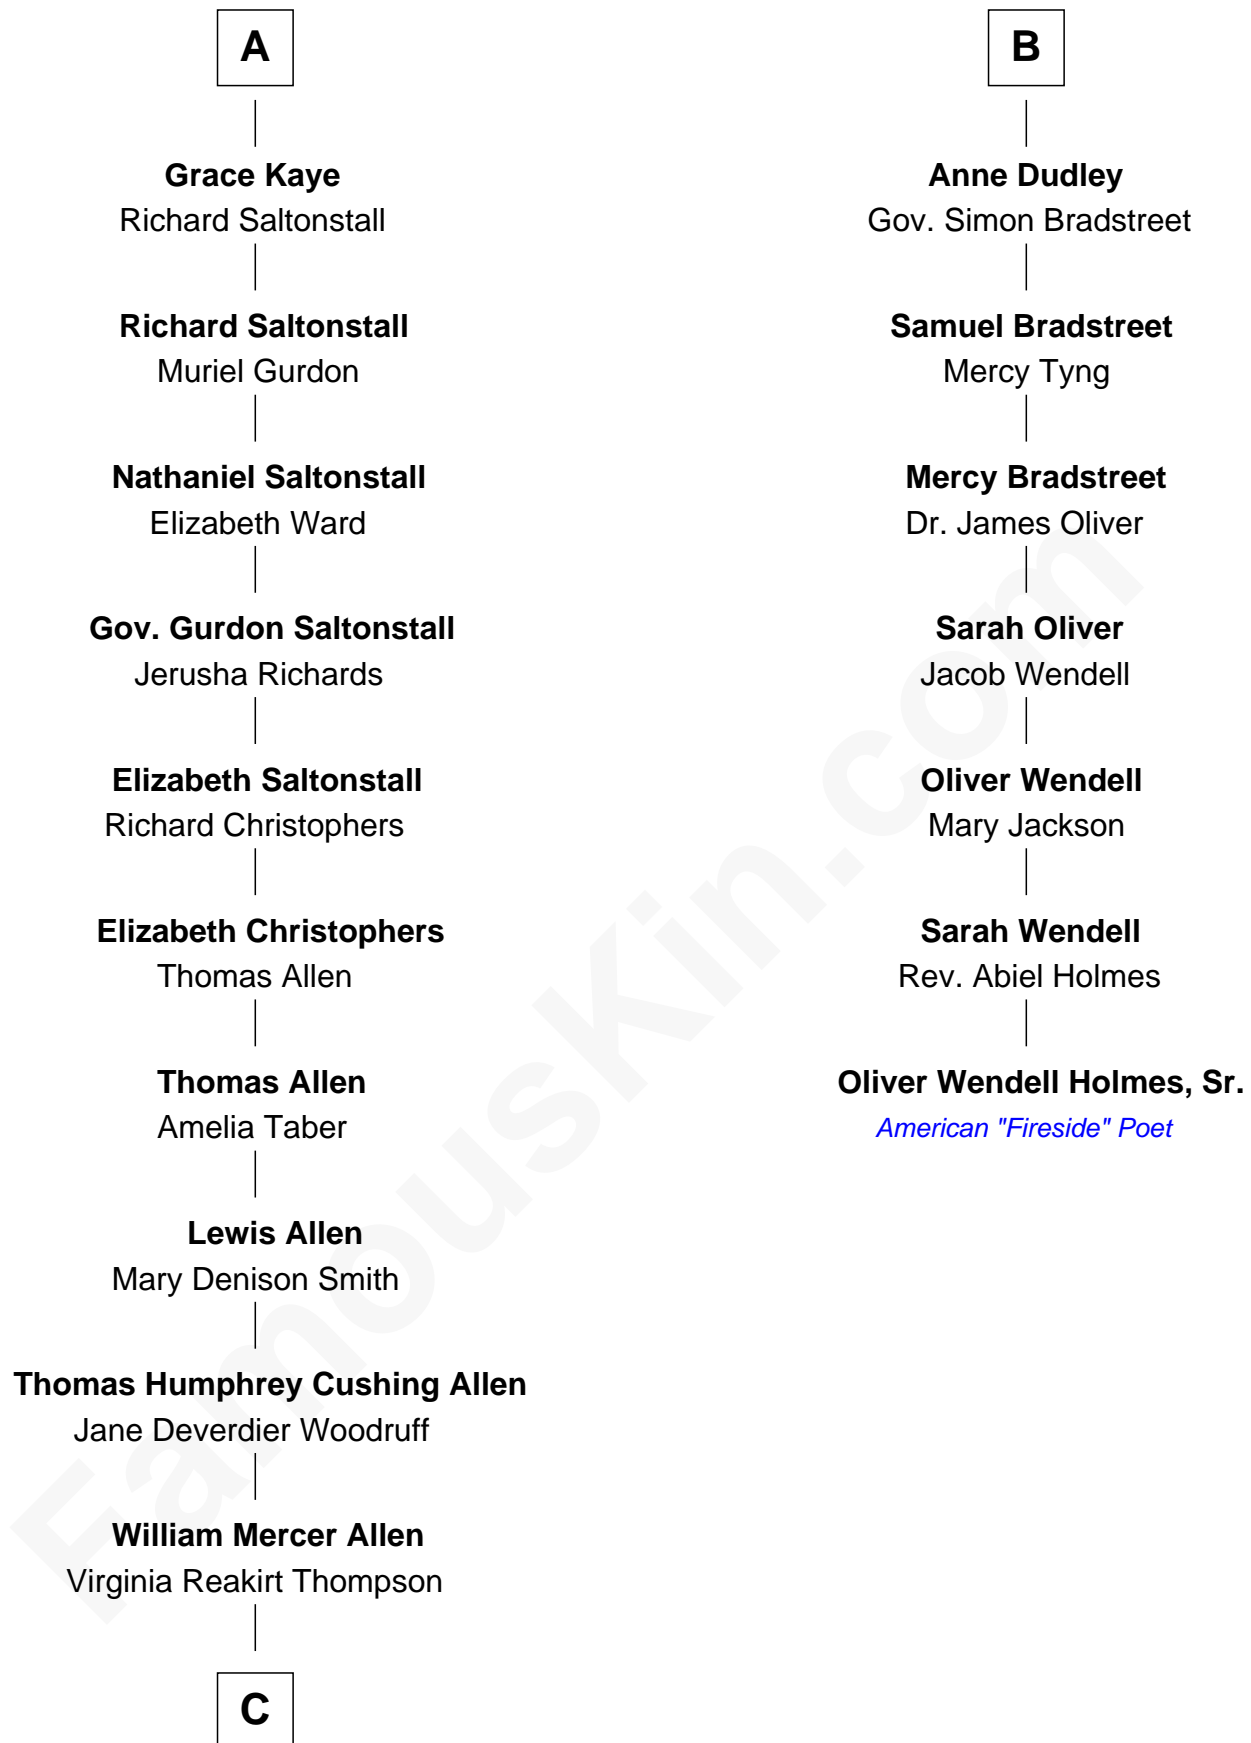 A
Grace Kaye
Richard Saltonstall
Richard Saltonstall
Muriel Gurdon
Nathaniel Saltonstall
Elizabeth Ward
Gov. Gurdon Saltonstall
Jerusha Richards
Elizabeth Saltonstall
Richard Christophers
Elizabeth Christophers
Thomas Allen
Thomas Allen
Amelia Taber
Lewis Allen
Mary Denison Smith
Thomas Humphrey Cushing Allen
Jane Deverdier Woodruff
William Mercer Allen
Virginia Reakirt Thompson
C
B
Anne Dudley
Gov. Simon Bradstreet
Samuel Bradstreet
Mercy Tyng
Mercy Bradstreet
Dr. James Oliver
Sarah Oliver
Jacob Wendell
Oliver Wendell
Mary Jackson
Sarah Wendell
Rev. Abiel Holmes
Oliver Wendell Holmes, Sr.
American "Fireside" Poet
FamousKin.com